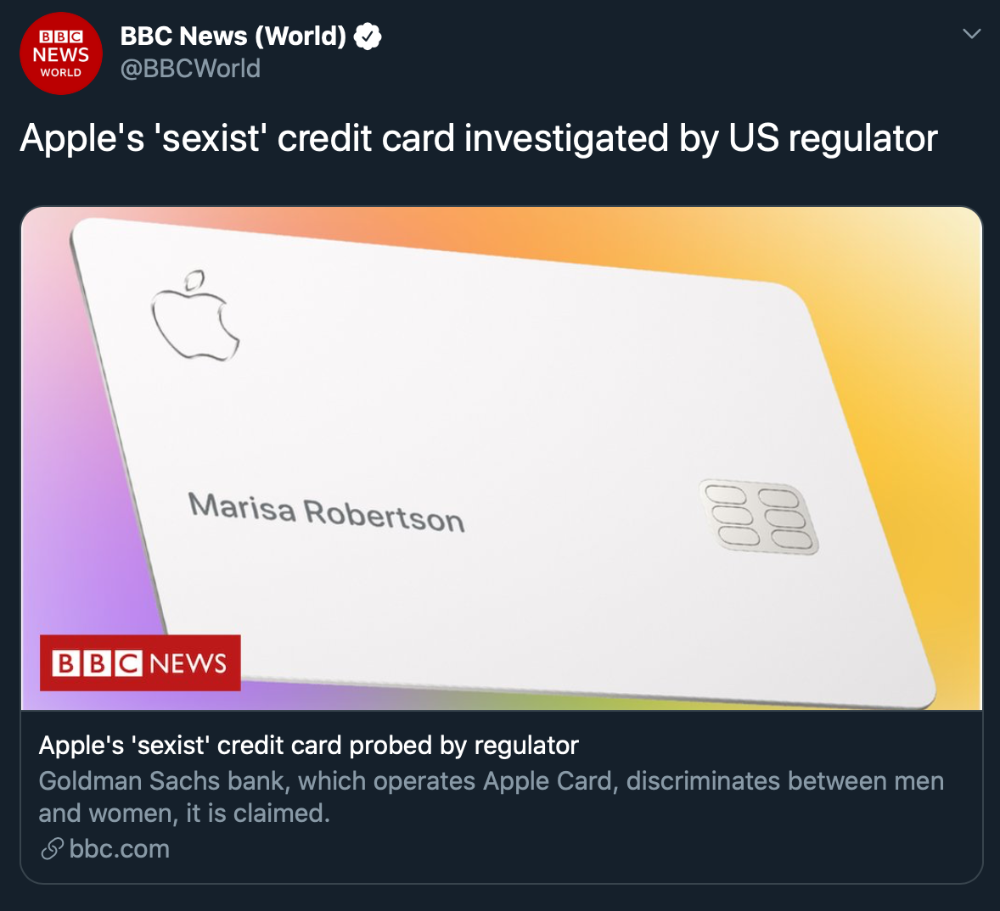 BBC
NEWS
WORLD
BBC News (World)
@BBCWorld
Apple's 'sexist' credit card investigated by US regulator
Marisa Robertson
BBC NEWS
Apple's 'sexist' credit card probed by regulator
Goldman Sachs bank, which operates Apple Card, discriminates between men
and women, it is claimed.
bbc.com